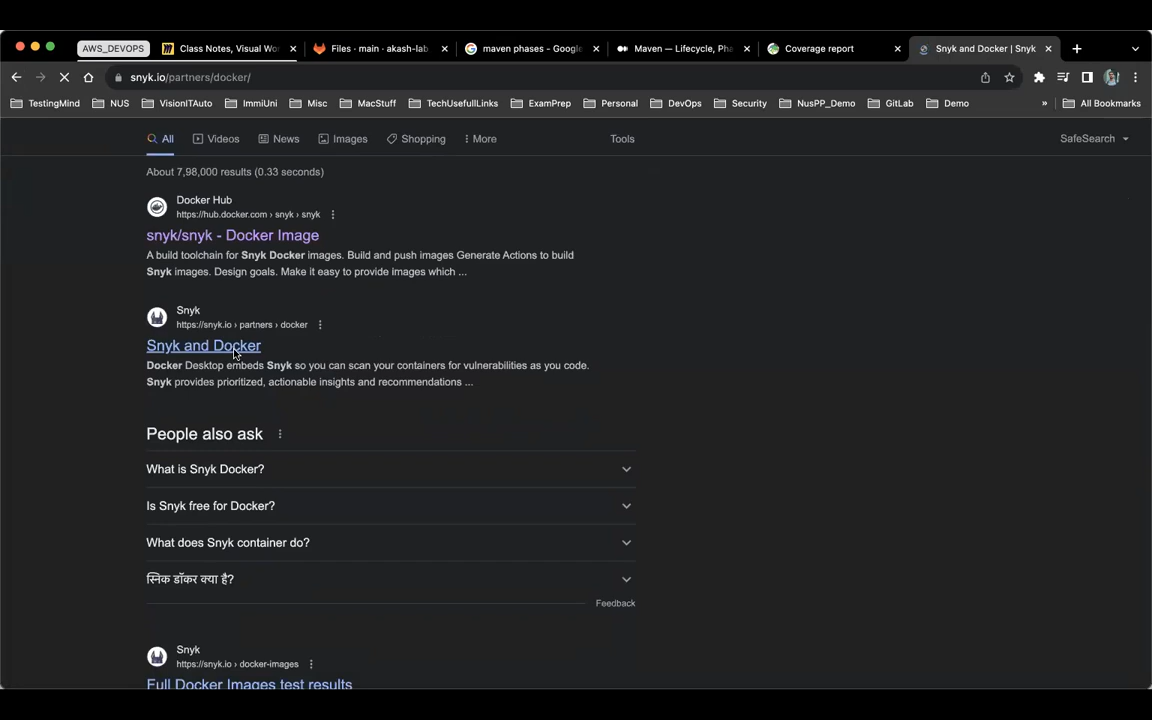 AWS_DEVOPS
Class Notes, Visual Wo
Files · main · akash-lab
maven phases - Google
Maven — Lifecycle, Pha
Coverage report
Snyk and Docker | Snyk
snyk.io/partners/docker/
TestingMind
NUS
VisionITAuto
ImmiUni
Misc
MacStuff
TechUsefullLinks
ExamPrep
Personal
DevOps
Security
NusPP_Demo
GitLab
Demo
»
All Bookmarks
All
Videos
News
Images
Shopping
More
Tools
SafeSearch
About 7,98,000 results (0.33 seconds)
Docker Hub
https://hub.docker.com › snyk › snyk
snyk/snyk - Docker Image
A build toolchain for Snyk Docker images. Build and push images Generate Actions to build
Snyk images. Design goals. Make it easy to provide images which ...
Snyk
https://snyk.io › partners › docker
Snyk and Docker
Docker Desktop embeds Snyk so you can scan your containers for vulnerabilities as you code.
Snyk provides prioritized, actionable insights and recommendations ...
People also ask
What is Snyk Docker?
Is Snyk free for Docker?
What does Snyk container do?
स्निक डॉकर क्या है?
Feedback
Snyk
https://snyk.io › docker-images
Full Docker Images test results